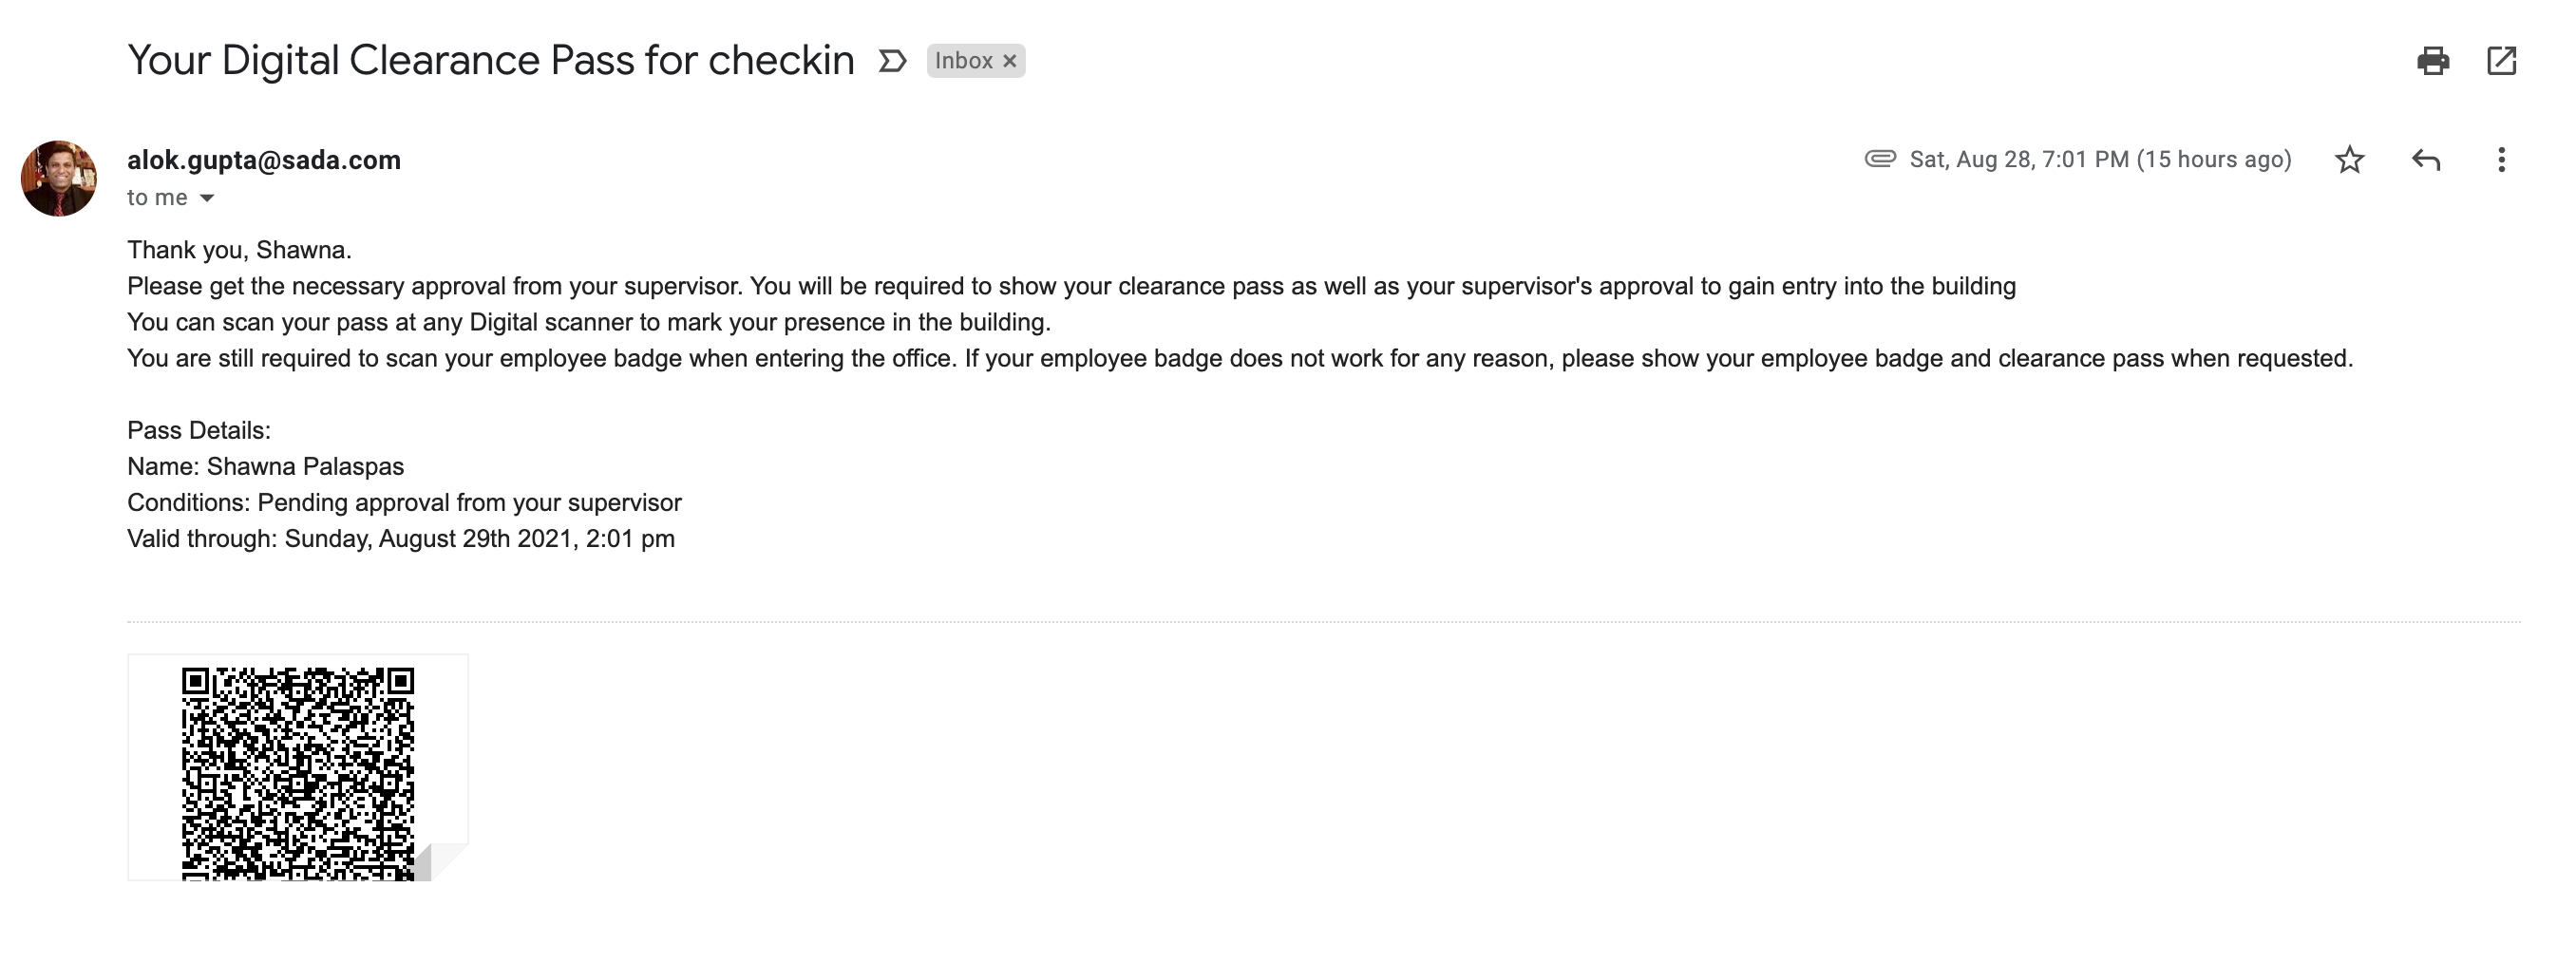 Your Digital Clearance Pass for checkin Inbox ×
alok.gupta@sada.com
Sat, Aug 28, 7:01 PM (15 hours ago)
to me
Thank you, Shawna.
Please get the necessary approval from your supervisor. You will be required to show your clearance pass as well as your supervisor's approval to gain entry into the building
You can scan your pass at any Digital scanner to mark your presence in the building.
You are still required to scan your employee badge when entering the office. If your employee badge does not work for any reason, please show your employee badge and clearance pass when requested.
Pass Details:
Name: Shawna Palaspas
Conditions: Pending approval from your supervisor
Valid through: Sunday, August 29th 2021, 2:01 pm